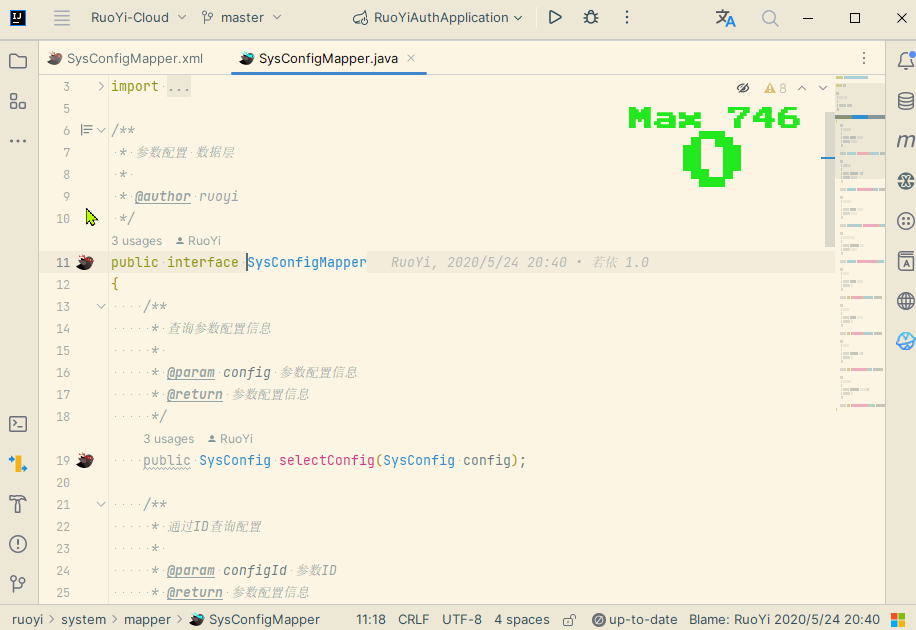 RuoYi-Cloud master RuoYiAuthApplication
SysConfigMapper.xml SysConfigMapper.java
3 import ...
5
6 /**
7 * 参数配置 数据层
8 *
9 * @author ruoyi
10 */
3 usages RuoYi
11 public interface SysConfigMapper RuoYi, 2020/5/24 20:40 • 若依 1.0
12 {
13 /**
14 * 查询参数配置信息
15 *
16 * @param config 参数配置信息
17 * @return 参数配置信息
18 */
3 usages RuoYi
19 public SysConfig selectConfig(SysConfig config);
20
21 /**
22 * 通过ID查询配置
23 *
24 * @param configId 参数ID
25 * @return 参数配置信息
8
Max 746
0
ruoyi > system > mapper > SysConfigMapper 11:18 CRLF UTF-8 4 spaces up-to-date Blame: RuoYi 2020/5/24 20:40